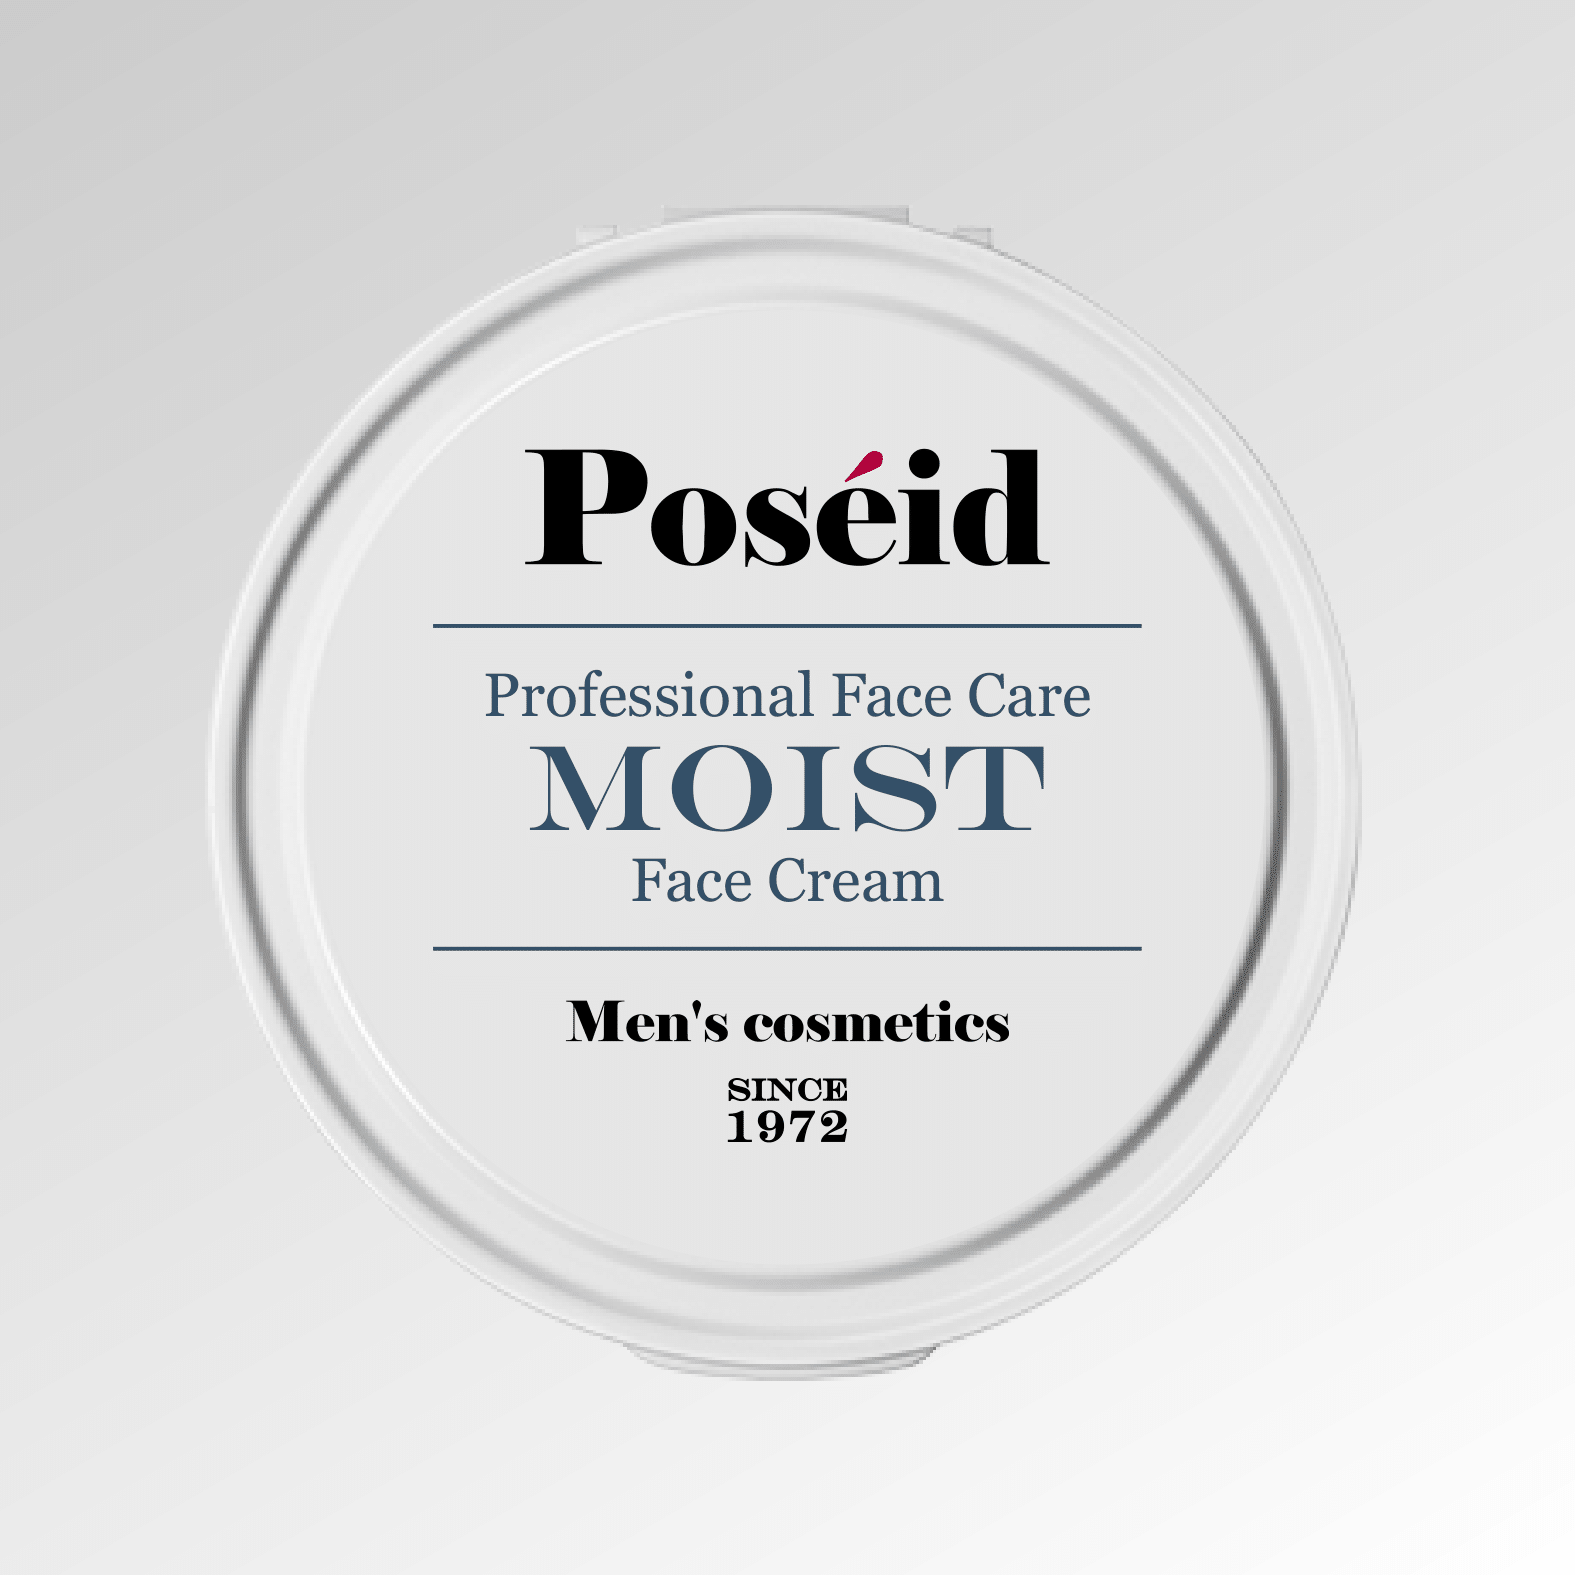 Poséid
Professional Face Care
MOIST
Face Cream
Men's cosmetics
SINCE
1972